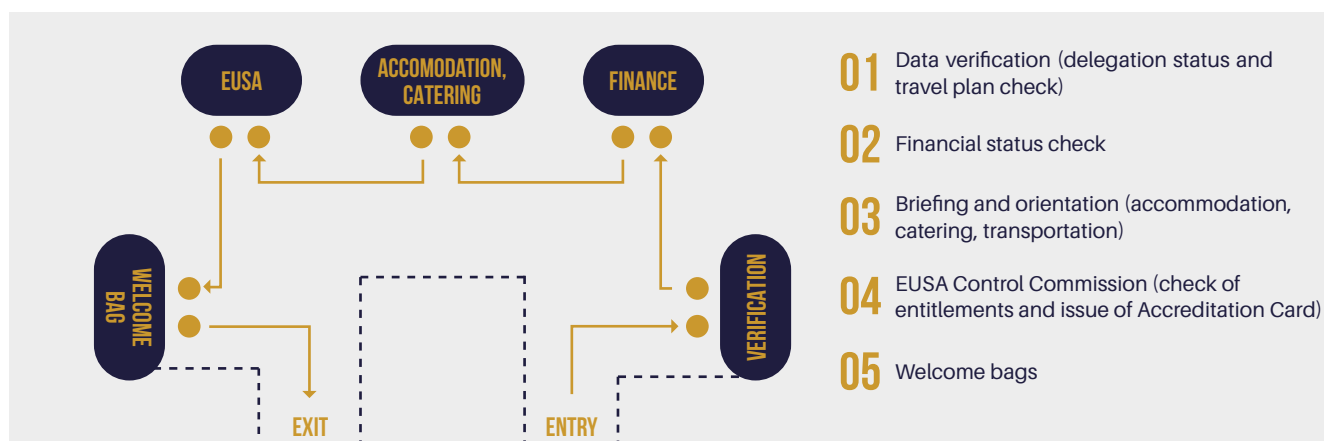 EUSA
ACCOMODATION,
CATERING
FINANCE
WELCOME
BAG
VERIFICATION
EXIT
ENTRY
01 Data verification (delegation status and
travel plan check)
02 Financial status check
03 Briefing and orientation (accommodation,
catering, transportation)
04 EUSA Control Commission (check of
entitlements and issue of Accreditation Card)
05 Welcome bags